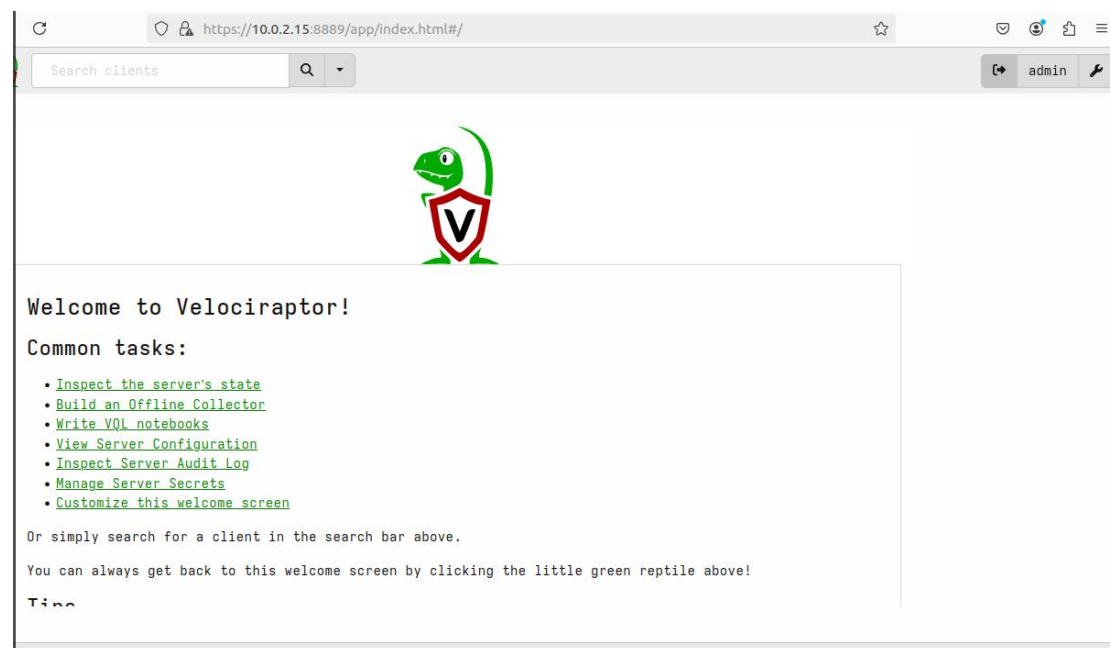 https://10.0.2.15:8889/app/index.html#/
Search clients
admin
V
Welcome to Velociraptor!
Common tasks:
Inspect the server's state
Build an Offline Collector
Write VQL notebooks
View Server Configuration
Inspect Server Audit Log
Manage Server Secrets
Customize this welcome screen
Or simply search for a client in the search bar above.
You can always get back to this welcome screen by clicking the little green reptile above!
Tips